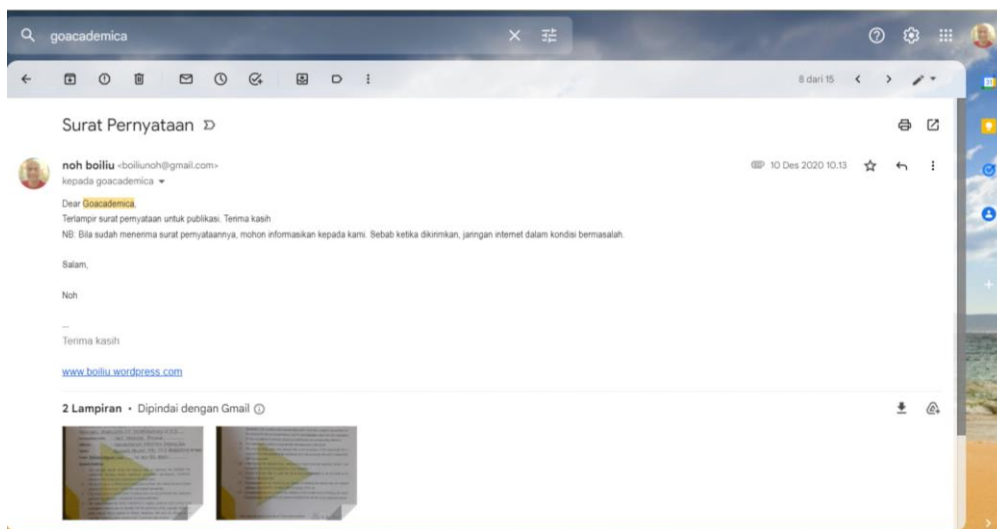 goacademica
8 dari 15
31
Surat Pernyataan
noh boiliu <boiliunoh@gmail.com>
10 Des 2020 10.13
kepada goacademica
Dear Goacademica,
Terlampir surat pernyataan untuk publikasi. Terima kasih
NB: Bila sudah menerima surat pernyataannya, mohon informasikan kepada kami. Sebab ketika dikirimkan, jaringan internet dalam kondisi bermasalah.
Salam,
Noh
--
Terima kasih
www.boiliu.wordpress.com
2 Lampiran • Dipindai dengan Gmail